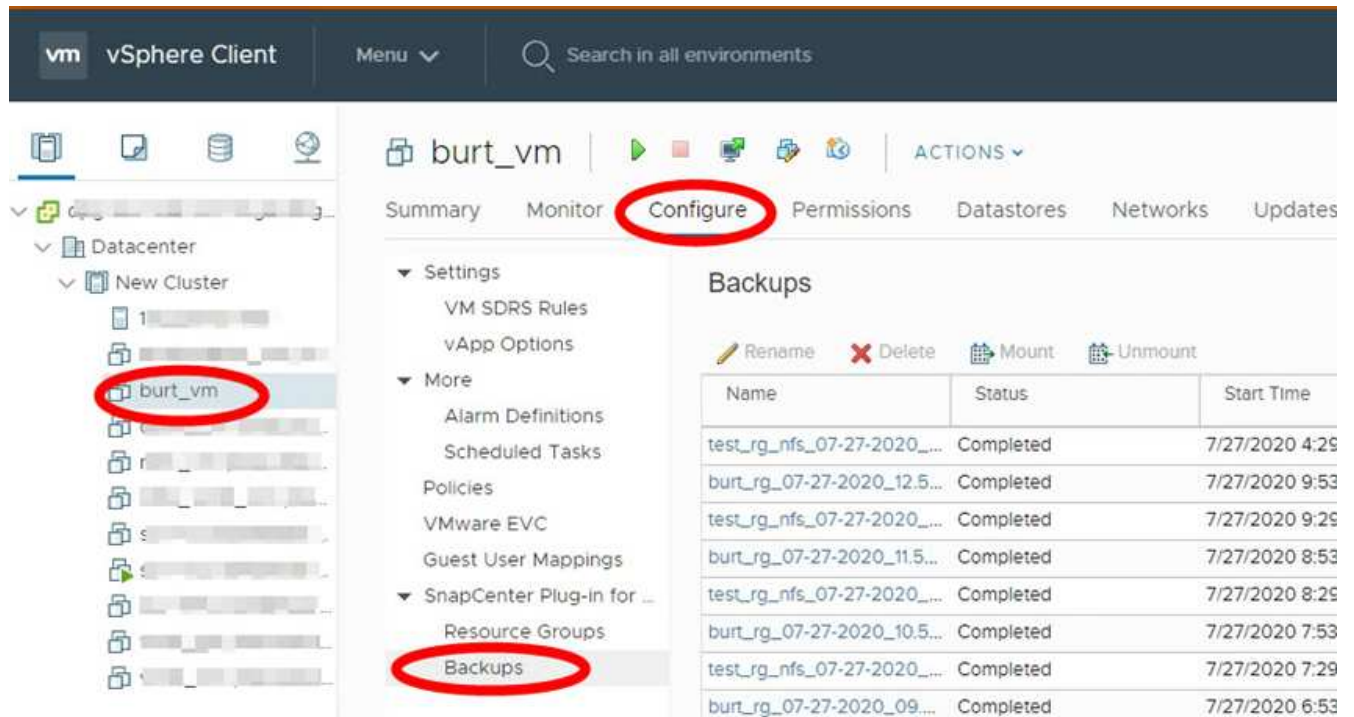 vm vSphere Client Menu Search in all environments
burt_vm ACTIONS
Summary Monitor Configure Permissions Datastores Networks Updates
Datacenter
New Cluster
burt_vm
Settings
VM SDRS Rules
vApp Options
More
Alarm Definitions
Scheduled Tasks
Policies
VMware EVC
Guest User Mappings
SnapCenter Plug-in for ...
Resource Groups
Backups
Backups
Rename Delete Mount Unmount
Name Status Start Time
test_rg_nfs_07-27-2020_... Completed 7/27/2020 4:29
burt_rg_07-27-2020_12.5... Completed 7/27/2020 9:53
test_rg_nfs_07-27-2020_... Completed 7/27/2020 9:29
burt_rg_07-27-2020_11.5... Completed 7/27/2020 8:53
test_rg_nfs_07-27-2020_... Completed 7/27/2020 8:29
burt_rg_07-27-2020_10.5... Completed 7/27/2020 7:53
test_rg_nfs_07-27-2020_... Completed 7/27/2020 7:29
burt_rg_07-27-2020_09.... Completed 7/27/2020 6:53